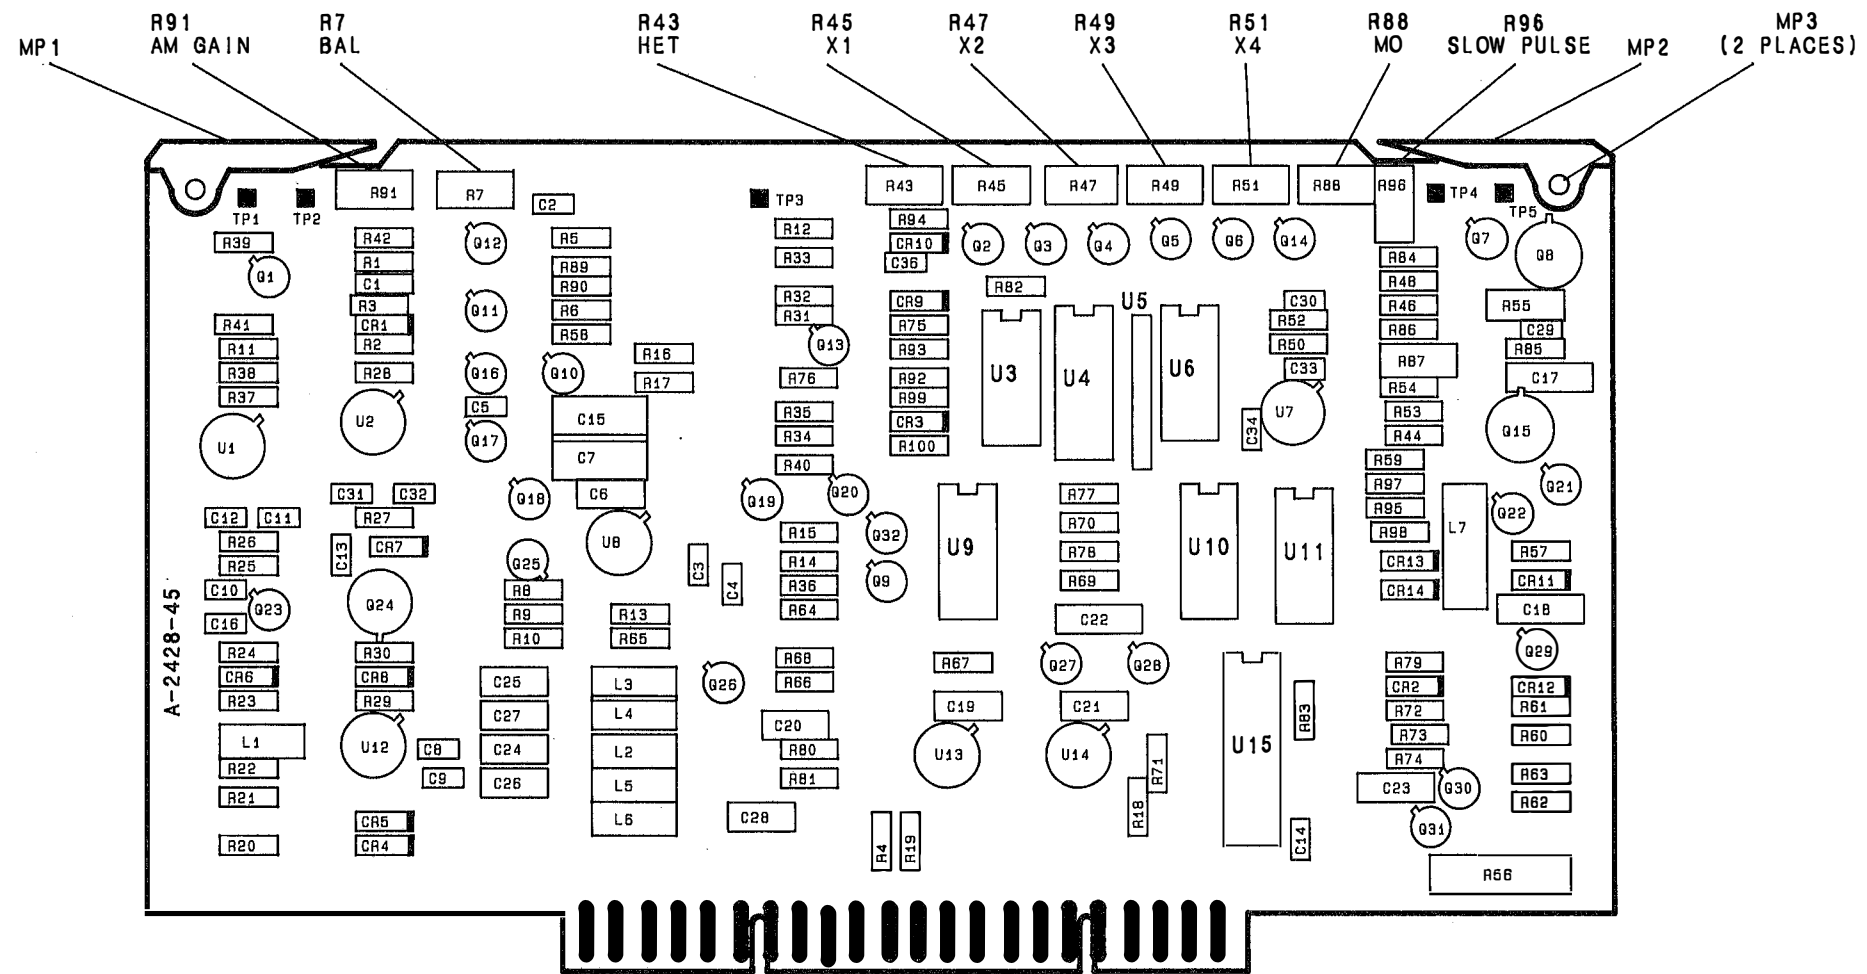 R91
AM GAIN
R7
BAL
R43
HET
R45
X1
R47
X2
R49
X3
R51
X4
R88
MO
R96
SLOW PULSE
MP3
(2 PLACES)
MP1
MP2
R91
R7
R43
R45
R47
R49
R51
R88
R96
TP1
TP2
C2
TP3
TP4
TP5
R39
R42
Q12
R5
R12
R94
CR10
C36
Q2
Q3
Q4
Q5
Q6
Q14
Q7
Q8
Q1
R1
C1
R3
R89
R90
R33
R84
R48
R41
CR1
R2
Q11
R6
R58
R32
R31
Q13
CR9
R75
R93
R82
U3
U4
U5
U6
C30
R52
R50
C33
R46
R86
R87
R55
C29
R85
C17
R11
R38
R37
R28
Q16
Q10
R16
R17
R76
R92
R99
CR3
R100
R54
R53
R44
U1
U2
C5
Q17
C15
C7
R35
R34
R40
C34
U7
Q15
R59
R97
R95
R98
Q21
Q22
L7
C31
C32
Q18
C6
Q19
Q20
U9
R77
R70
R78
R69
U10
U11
C12
C11
R27
R26
C13
CR7
R25
U8
C3
C4
R15
Q32
R14
R36
R64
Q9
CR13
CR14
R57
CR11
C18
C10
C16
Q23
Q24
Q25
R8
R9
R10
R13
R65
C22
A-2428-45
R24
CR6
R23
R30
CR8
R29
C25
C27
C24
C26
L3
L4
L2
L5
L6
Q26
R68
R66
R67
Q27
Q28
R79
CR2
R72
R73
R74
Q29
CR12
R61
R60
L1
R22
R21
R20
U12
C8
C9
CR5
CR4
C20
R80
R81
C28
C19
U13
C21
U14
R71
R18
U15
R83
C14
C23
Q30
Q31
R63
R62
R4
R19
R56